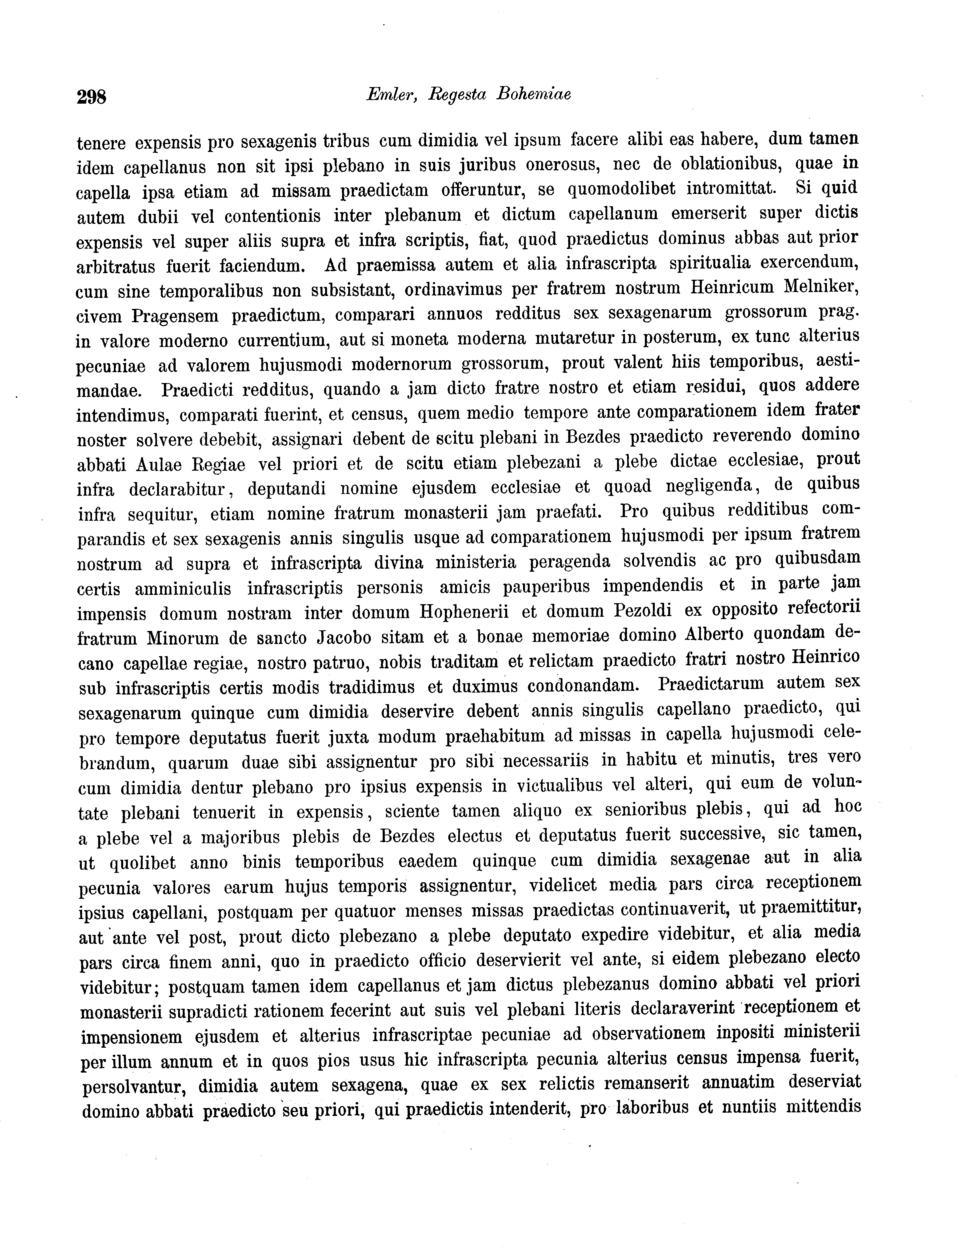 298
Emler, Regesta Bohemiae
tenere expensis pro sexagenis tribus cum dimidia vel ipsum facere alibi eas habere, dum tamen
idem capellanus non sit ipsi plebano in suis juribus onerosus, nec de oblationibus, quae in
capella ipsa etiam ad missam praedictam offeruntur, se quomodolibet intromittat. Si quid
autem dubii vel contentionis inter plebanum et dictum capellanum emerserit super dictis
expensis vel super aliis supra et infra scriptis, fiat, quod praedictus dominus abbas aut prior
arbitratus fuerit faciendum. Ad praemissa autem et alia infrascripta spiritualia exercendum,
cum sine temporalibus non subsistant, ordinavimus per fratrem nostrum Heinricum Melniker,
civem Pragensem praedictum, comparari annuos redditus sex sexagenarum grossorum prag.
in valore moderno currentium, aut si moneta moderna mutaretur in posterum, ex tunc alterius
pecuniae ad valorem hujusmodi modernorum grossorum, prout valent hiis temporibus, aesti-
mandae. Praedicti redditus, quando a jam dicto fratre nostro et etiam residui, quos addere
intendimus, comparati fuerint, et census, quem medio tempore ante comparationem idem frater
noster solvere debebit, assignari debent de scitu plebani in Bezdes praedicto reverendo domino
abbati Aulae Regiae vel priori et de scitu etiam plebezani a plebe dictae ecclesiae, prout
infra declarabitur, deputandi nomine ejusdem ecclesiae et quoad negligenda, de quibus
infra sequitur, etiam nomine fratrum monasterii jam praefati. Pro quibus redditibus com-
parandis et sex sexagenis annis singulis usque ad comparationem hujusmodi per ipsum fratrem
nostrum ad supra et infrascripta divina ministeria peragenda solvendis ac pro quibusdam
certis amminiculis infrascriptis personis amicis pauperibus impendendis et in parte jam
impensis domum nostram inter domum Hophenerii et domum Pezoldi ex opposito refectorii
fratrum Minorum de sancto Jacobo sitam et a bonae memoriae domino Alberto quondam de-
cano capellae regiae, nostro patruo, nobis traditam et relictam praedicto fratri nostro Heinrico
sub infrascriptis certis modis tradidimus et duximus condonandam. Praedictarum autem sex
sexagenarum quinque cum dimidia deservire debent annis singulis capellano praedicto, qui
pro tempore deputatus fuerit juxta modum praehabitum ad missas in capella hujusmodi cele-
brandum, quarum duae sibi assignentur pro sibi necessariis in habitu et minutis, tres vero
cum dimidia dentur plebano pro ipsius expensis in victualibus vel alteri, qui eum de volun-
tate plebani tenuerit in expensis, sciente tamen aliquo ex senioribus plebis, qui ad hoc
a plebe vel a majoribus plebis de Bezdes electus et deputatus fuerit successive, sic tamen,
ut quolibet anno binis temporibus eaedem quinque cum dimidia sexagenae aut in alia
pecunia valores earum hujus temporis assignentur, videlicet media pars circa receptionem
ipsius capellani, postquam per quatuor menses missas praedictas continuaverit, ut praemittitur,
aut ante vel post, prout dicto plebezano a plebe deputato expedire videbitur, et alia media
pars circa finem anni, quo in praedicto officio deservierit vel ante, si eidem plebezano electo
videbitur; postquam tamen idem capellanus et jam dictus plebezanus domino abbati vel priori
monasterii supradicti rationem fecerint aut suis vel plebani literis declaraverint receptionem et
impensionem ejusdem et alterius infrascriptae pecuniae ad observationem inpositi ministerii
per illum annum et in quos pios usus hic infrascripta pecunia alterius census impensa fuerit,
persolvantur, dimidia autem sexagena, quae ex sex relictis remanserit annuatim deserviat
domino abbati praedicto seu priori, qui praedictis intenderit, pro laboribus et nuntiis mittendis